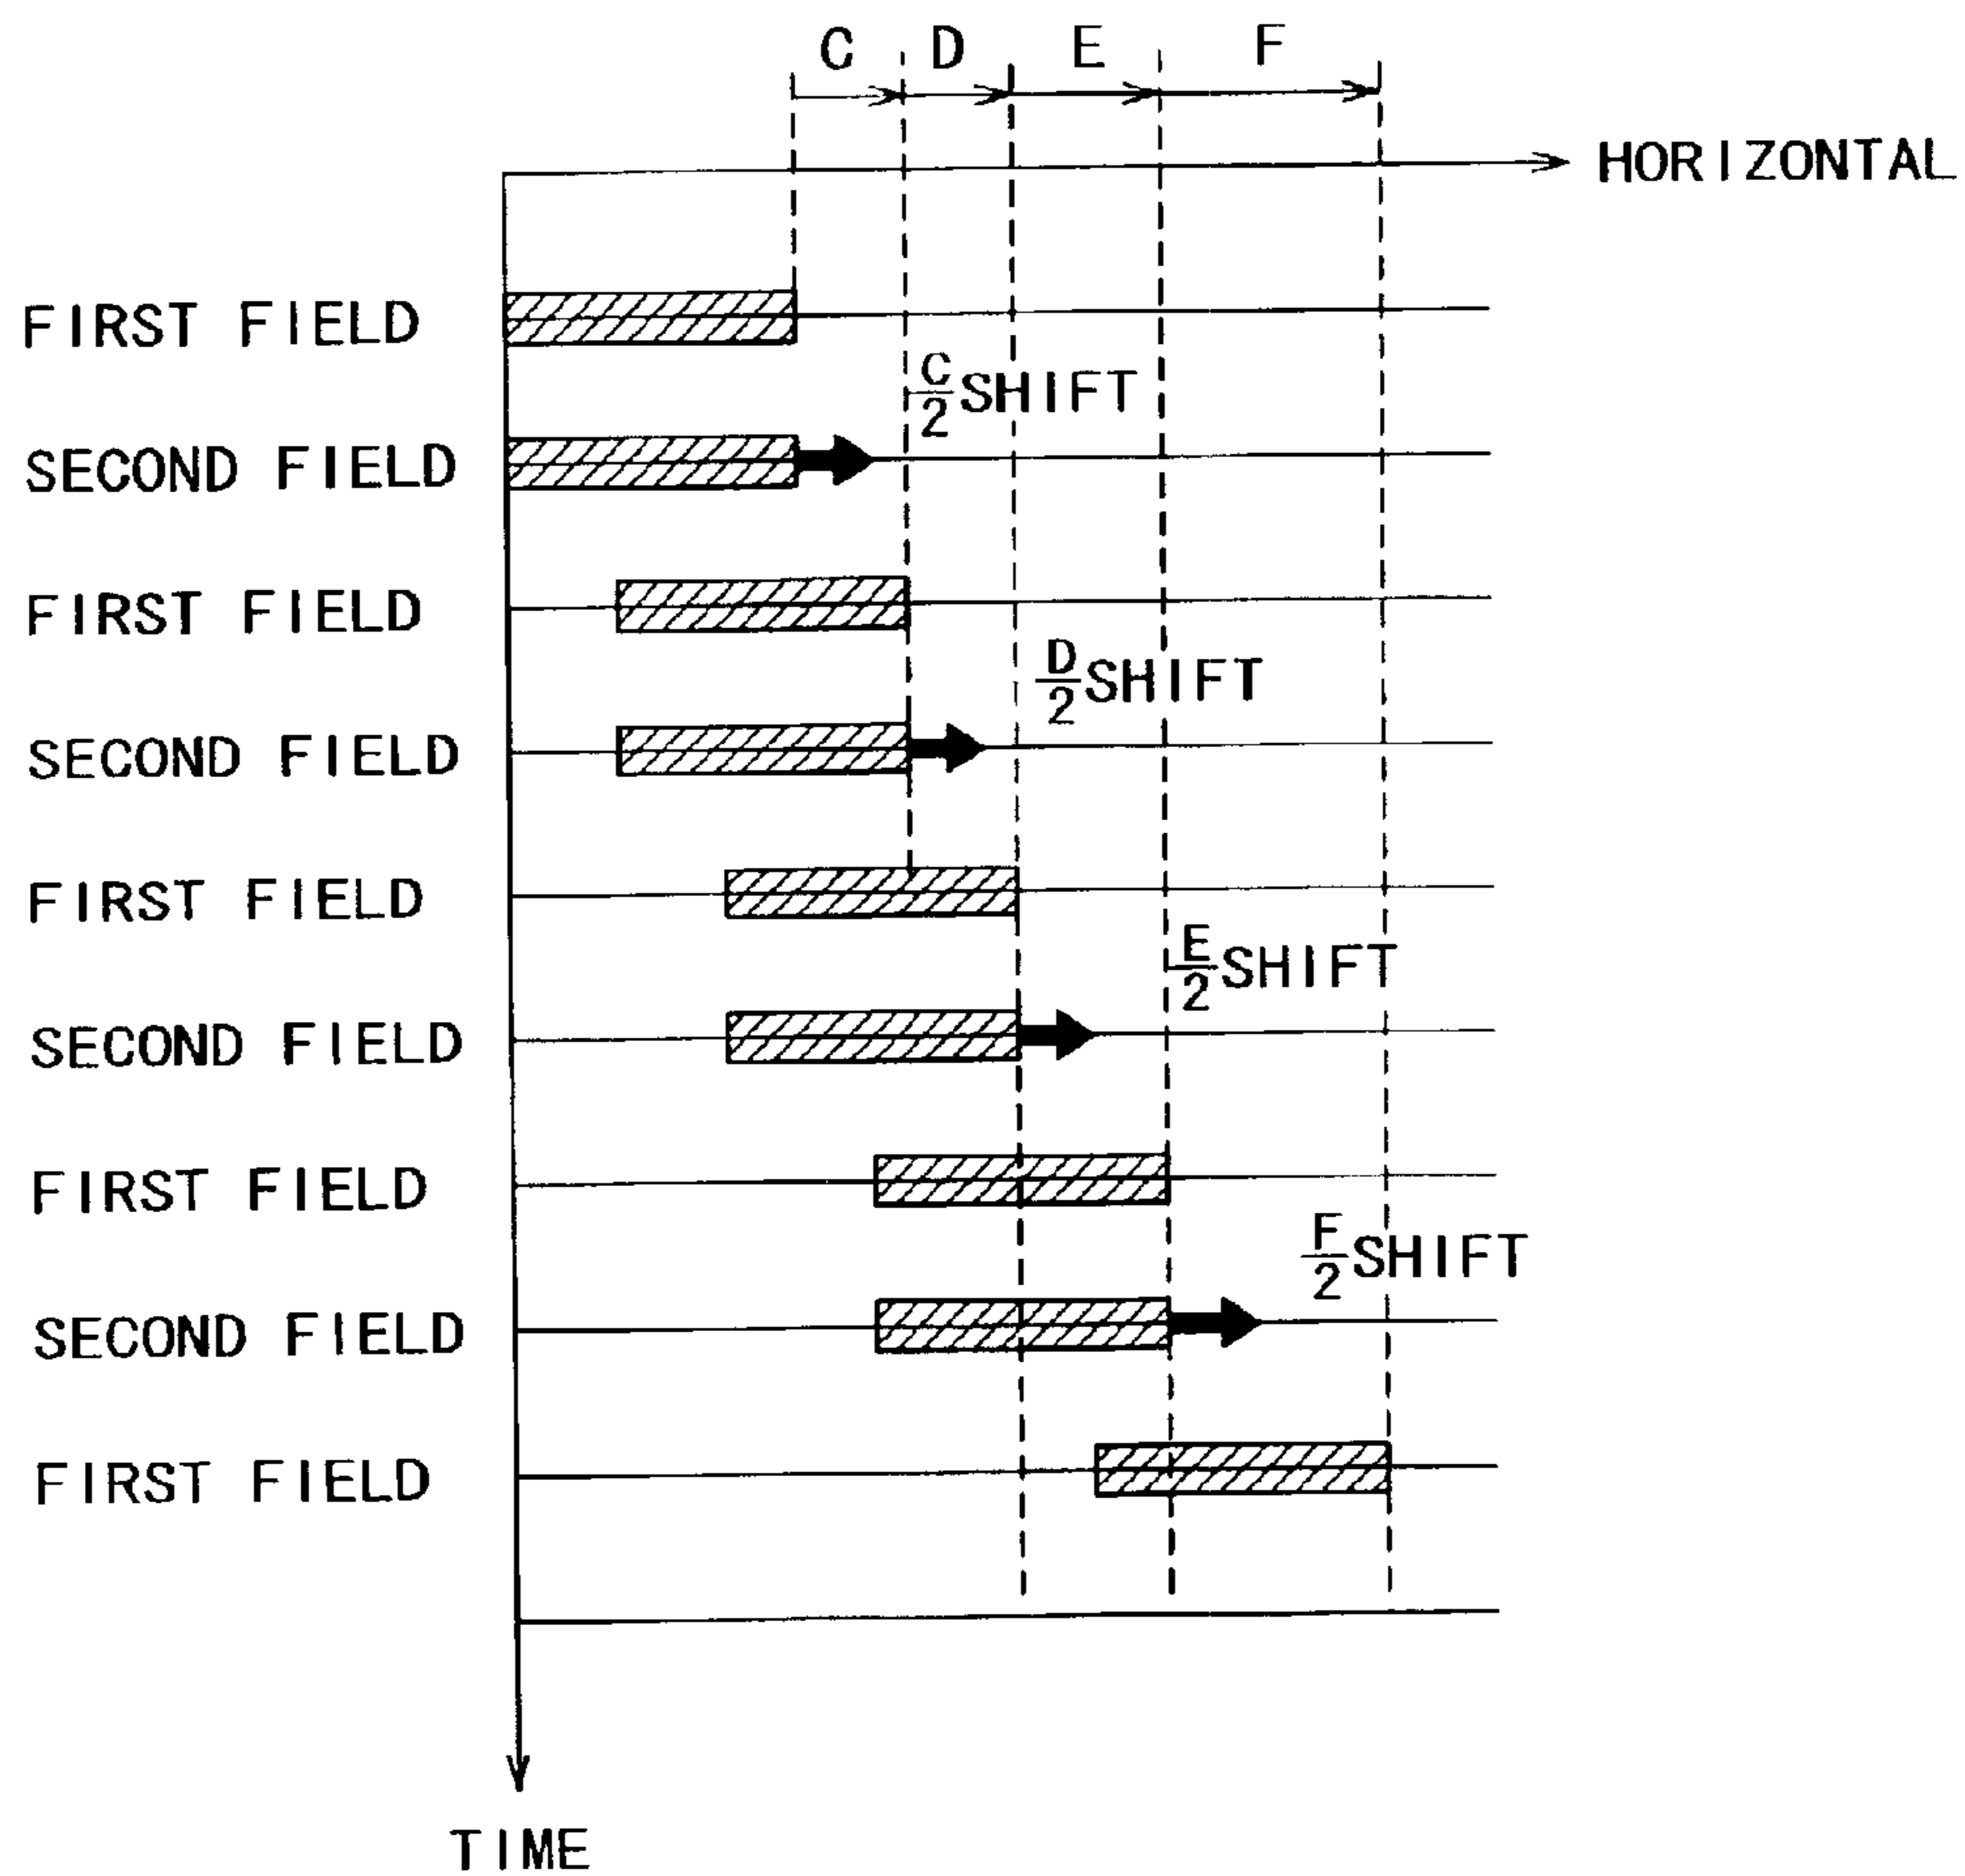 C D E F
HORIZONTAL
FIRST FIELD
C/2 SHIFT
SECOND FIELD
FIRST FIELD
D/2 SHIFT
SECOND FIELD
FIRST FIELD
E/2 SHIFT
SECOND FIELD
FIRST FIELD
F/2 SHIFT
SECOND FIELD
FIRST FIELD
TIME